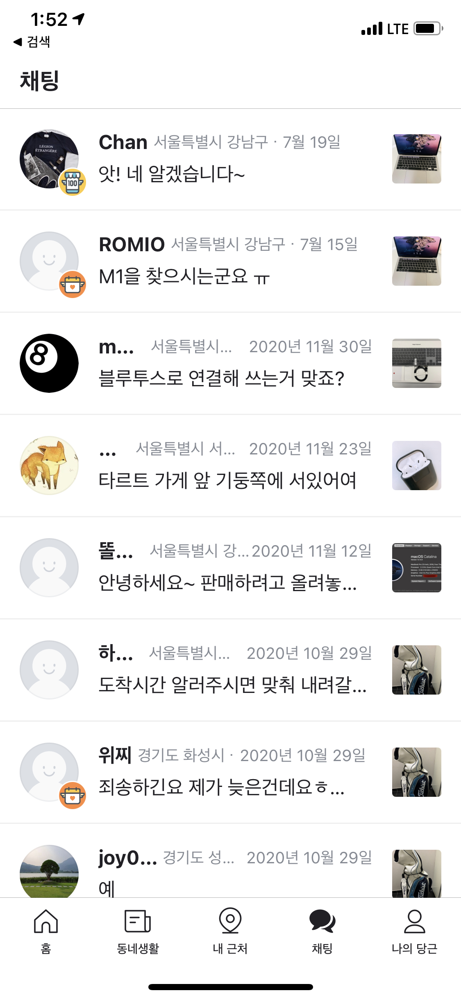 1:52
LTE
◀ 검색
채팅
Chan 서울특별시 강남구 · 7월 19일
앗! 네 알겠습니다~
LÉGION
ÉTRANGÈRE
100
ROMIO 서울특별시 강남구 · 7월 15일
M1을 찾으시는군요 ㅠ
m... 서울특별시... 2020년 11월 30일
블루투스로 연결해 쓰는거 맞죠?
8
... 서울특별시 서... 2020년 11월 23일
타르트 가게 앞 기둥쪽에 서있어여
똘... 서울특별시 강... 2020년 11월 12일
안녕하세요~ 판매하려고 올려놓...
macOS Catalina
하... 서울특별시... 2020년 10월 29일
도착시간 알러주시면 맞춰 내려갈...
Titleist
위찌 경기도 화성시 · 2020년 10월 29일
죄송하긴요 제가 늦은건데요ㅎ...
Titleist
joy0... 경기도 성... 2020년 10월 29일
예
Titleist
홈
동네생활
내 근처
채팅
나의 당근